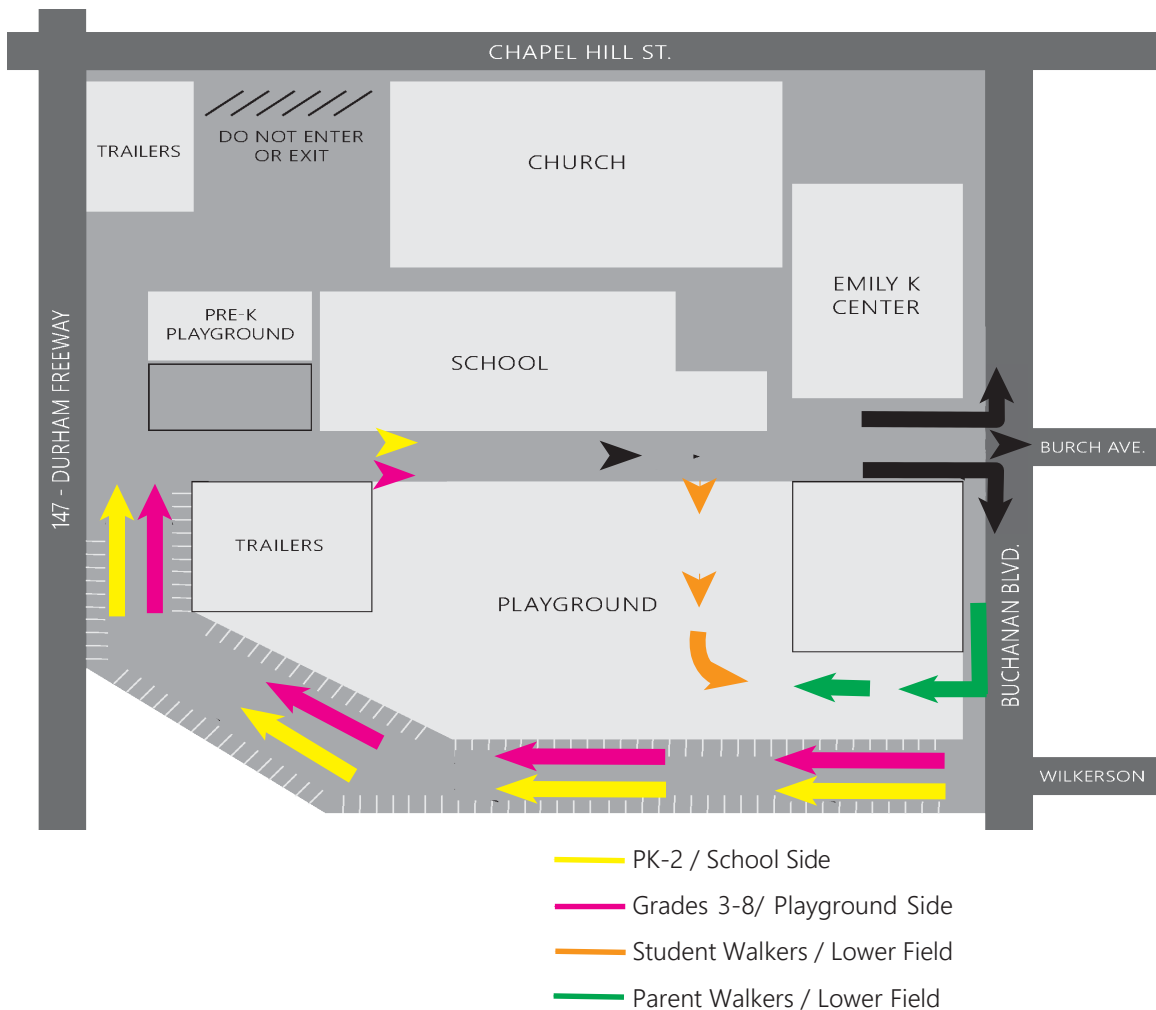 CHAPEL HILL ST.
TRAILERS
DO NOT ENTER
OR EXIT
CHURCH
EMILY K
CENTER
PRE-K
PLAYGROUND
SCHOOL
147 - DURHAM FREEWAY
BURCH AVE.
TRAILERS
PLAYGROUND
BUCHANAN BLVD.
WILKERSON
PK-2 / School Side
Grades 3-8/ Playground Side
Student Walkers / Lower Field
Parent Walkers / Lower Field